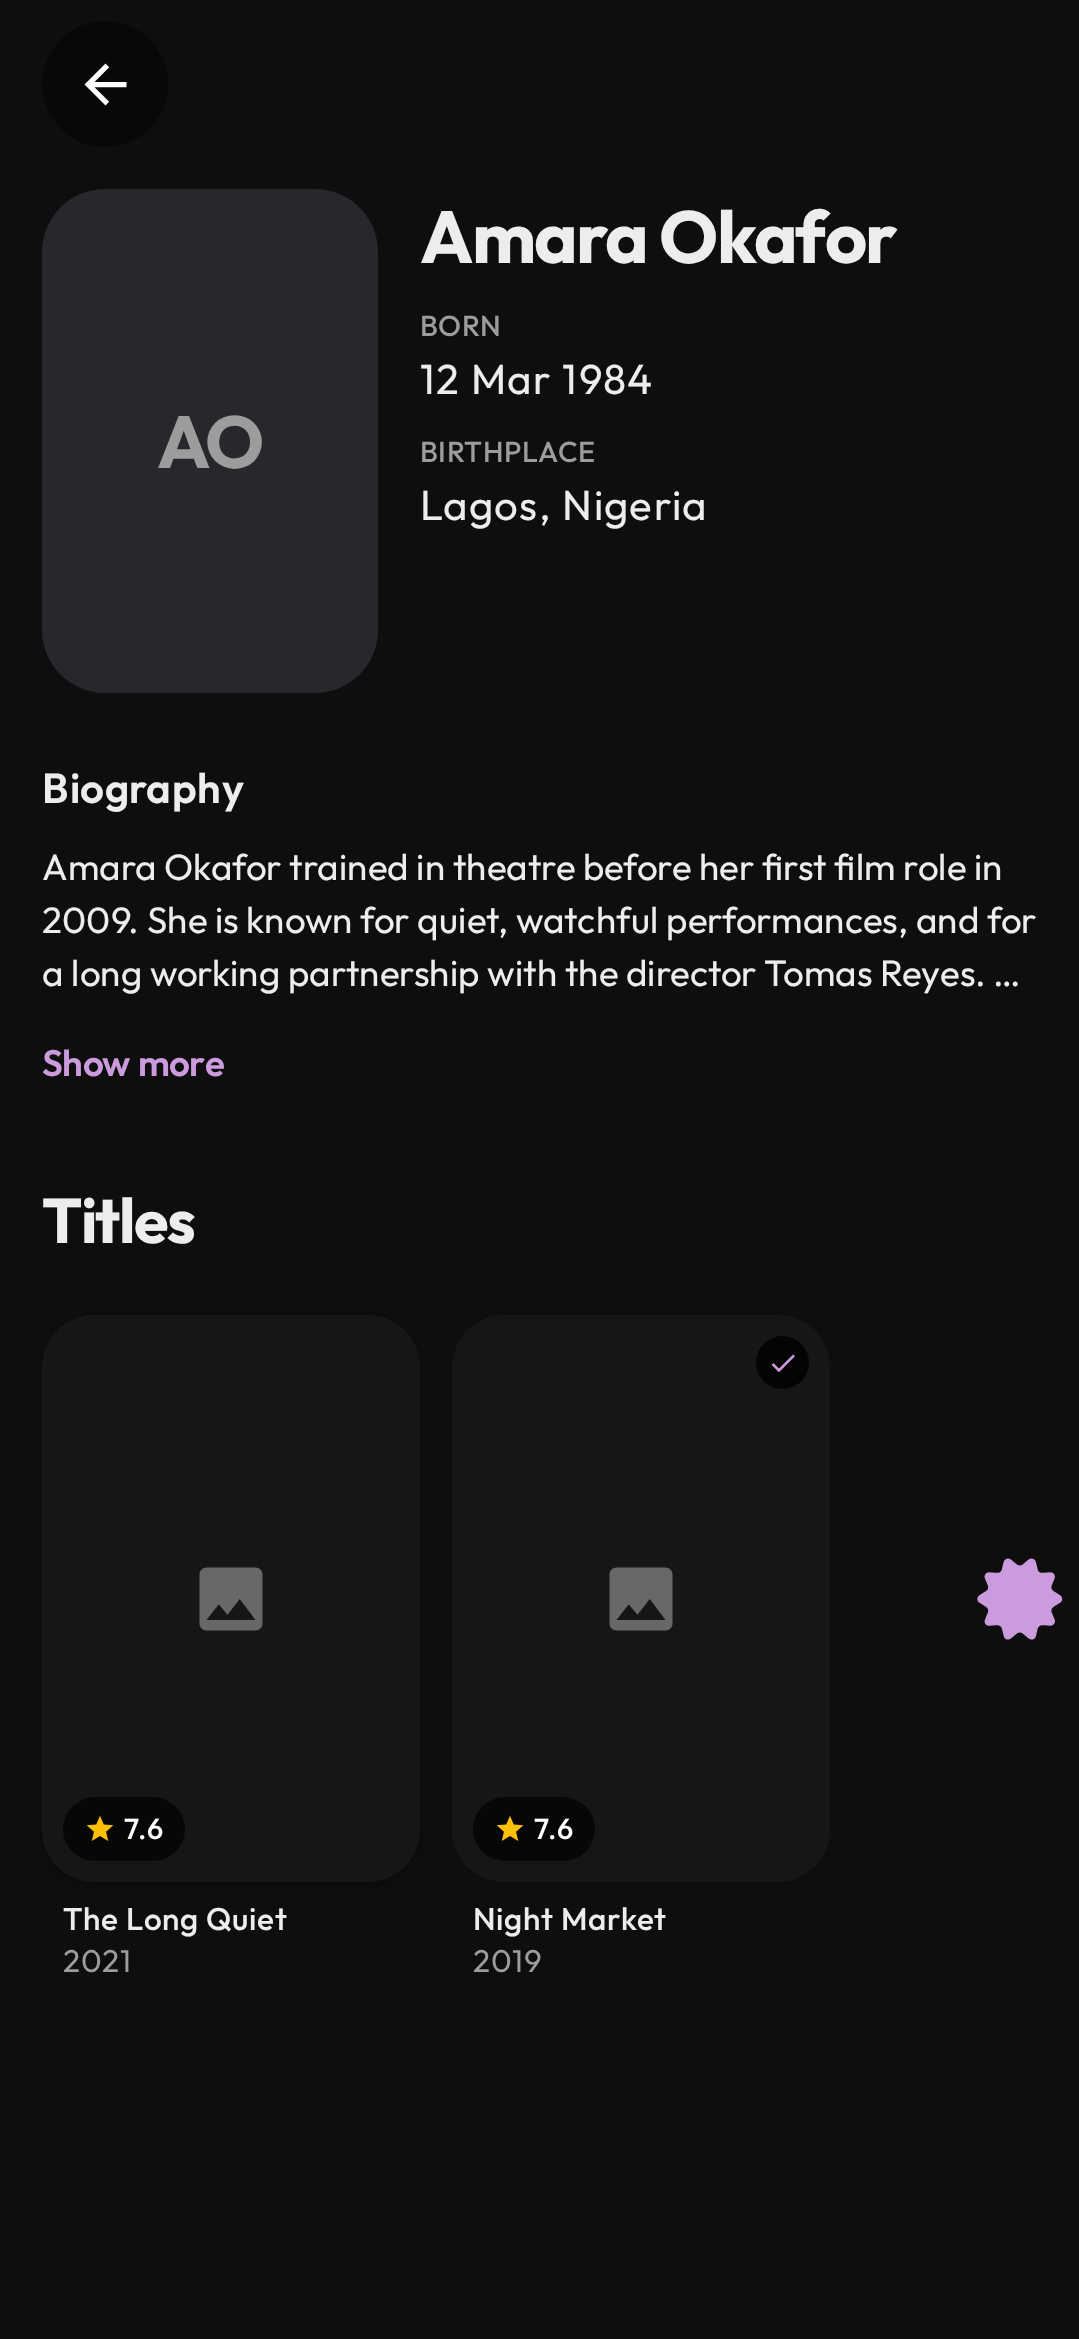 Amara Okafor
BORN
12 Mar 1984
AO
BIRTHPLACE
Lagos, Nigeria
Biography
Amara Okafor trained in theatre before her first film role in
2009. She is known for quiet, watchful performances, and for
a long working partnership with the director Tomas Reyes. ...
Show more
Titles
7.6
7.6
The Long Quiet
2021
Night Market
2019